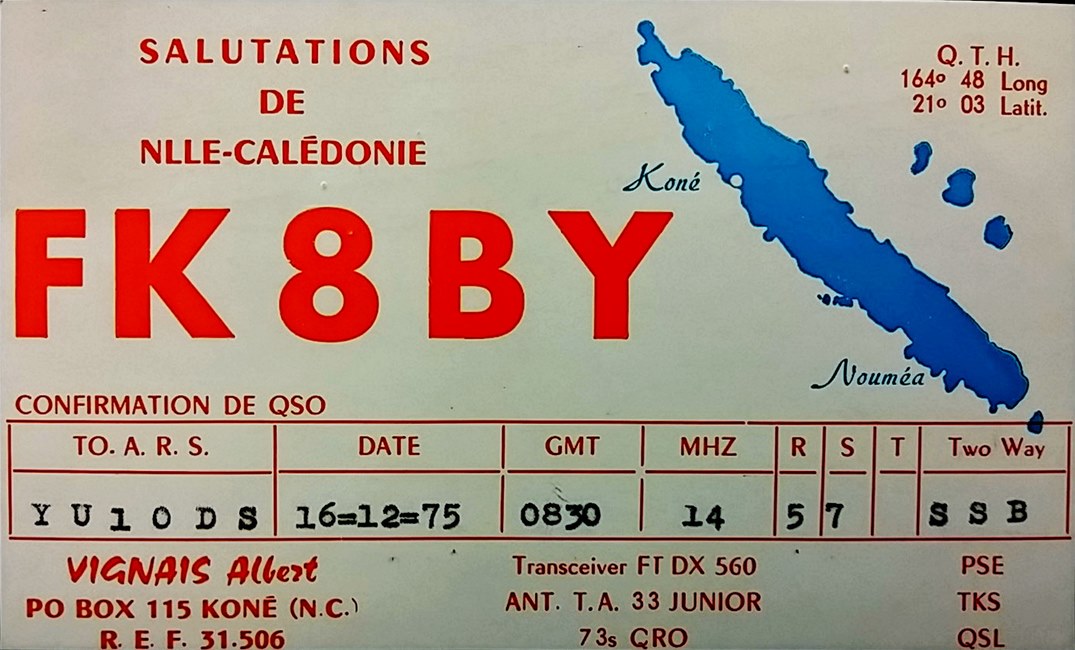 SALUTATIONS
DE
NLLE-CALÉDONIE
Q. T. H.
164º 48 Long
21º 03 Latit.
Koné
FK8BY
Nouméa
CONFIRMATION DE QSO
TO. A. R. S. DATE GMT MHZ R S T Two Way
YU1ODS 16=12=75 0830 14 5 7 SSB
VIGNAIS Albert Transceiver FT DX 560 PSE
PO BOX 115 KONÉ (N.C.) ANT. T.A. 33 JUNIOR TKS
R. E. F. 31.506 73s QRO QSL